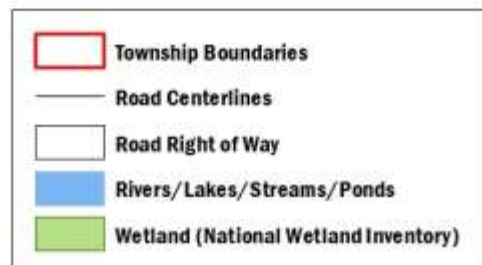 Township Boundaries
Road Centerlines
Road Right of Way
Rivers/Lakes/Streams/Ponds
Wetland (National Wetland Inventory)